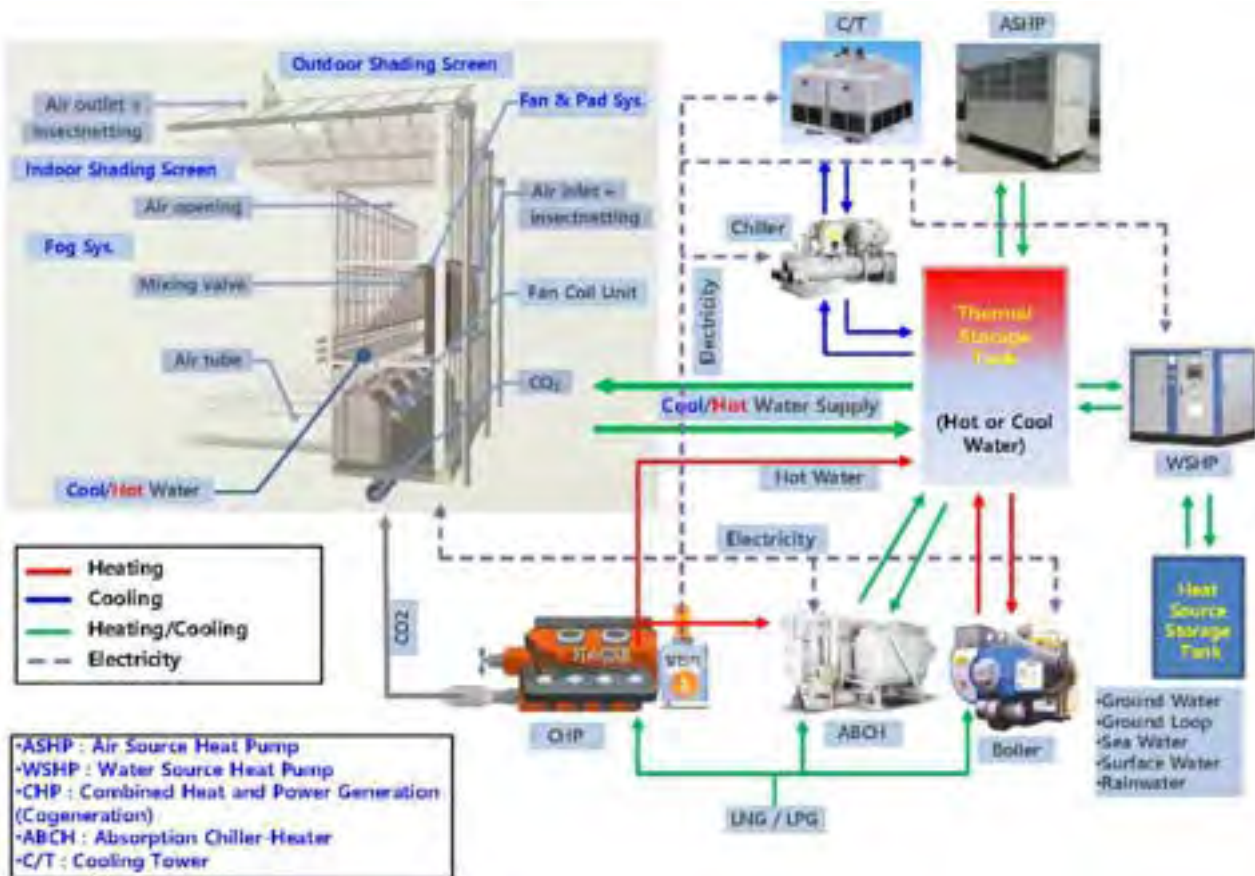 C/T
ASHP
Outdoor Shading Screen
Air outlet +
insectnetting
Fan & Pad Sys.
Indoor Shading Screen
Air opening
Air inlet +
insectnetting
Fog Sys.
Chiller
Mixing valve
Fan Coil Unit
Electricity
Thermal
Storage
Tank
Air tube
CO₂
Cool/Hot Water Supply
(Hot or Cool
Water)
WSHP
Cool/Hot Water
Hot Water
Electricity
Heating
Cooling
Heating/Cooling
Electricity
CO2
Heat
Source
Storage
Tank
CHP
ABCH
Boiler
•Ground Water
•Ground Loop
•Sea Water
•Surface Water
•Rainwater
LNG / LPG
•ASHP : Air Source Heat Pump
•WSHP : Water Source Heat Pump
•CHP : Combined Heat and Power Generation
(Cogeneration)
•ABCH : Absorption Chiller-Heater
•C/T : Cooling Tower